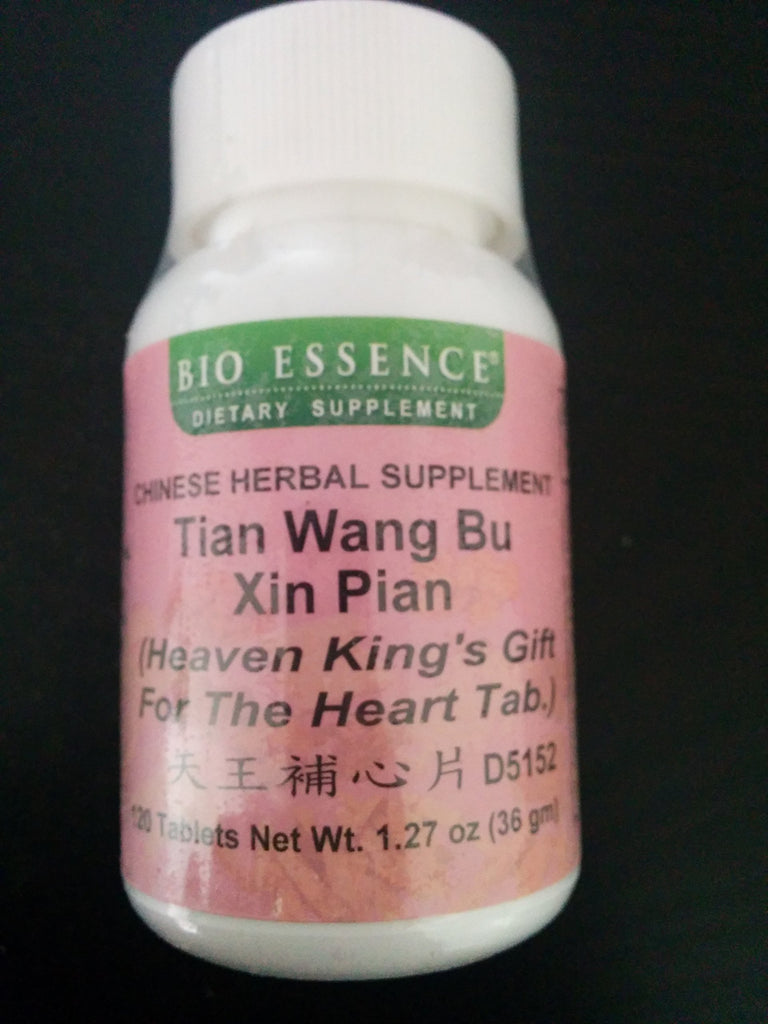 BIO ESSENCE®
DIETARY SUPPLEMENT
CHINESE HERBAL SUPPLEMENT
Tian Wang Bu
Xin Pian
(Heaven King's Gift
For The Heart Tab.)
天王補心片 D5152
120 Tablets Net Wt. 1.27 oz (36 gm)